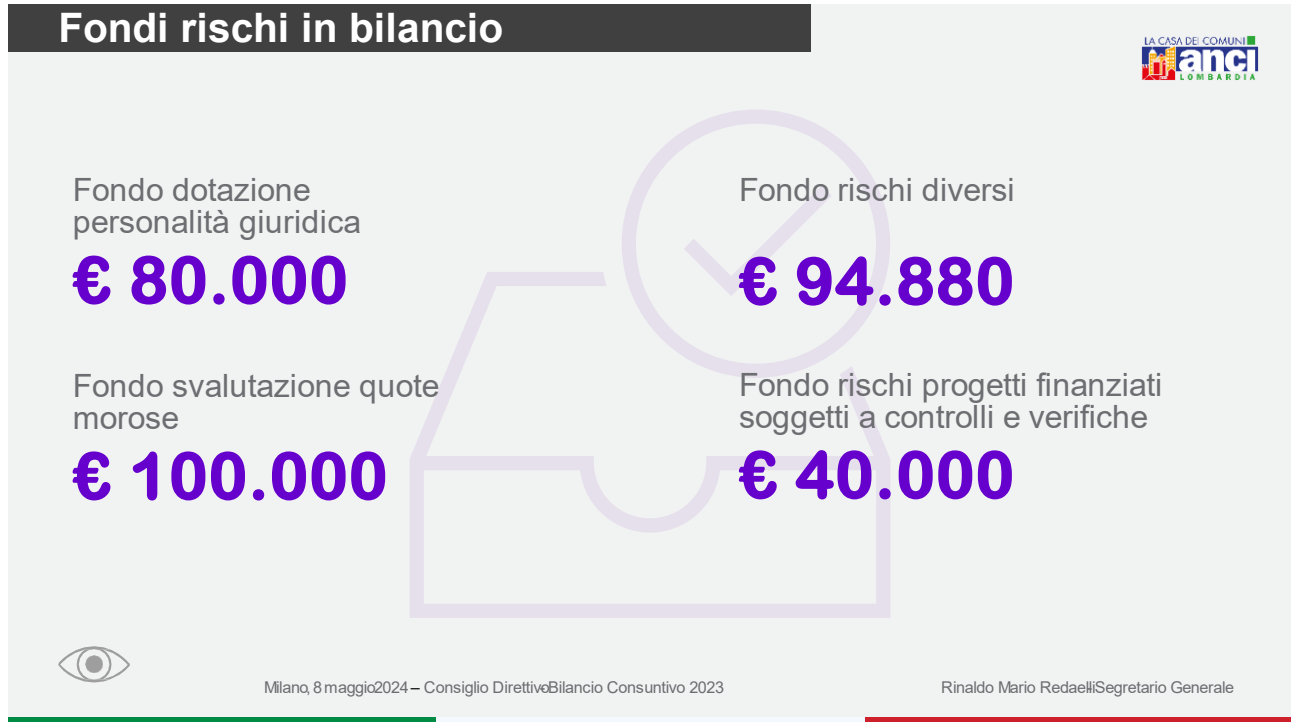 Fondi rischi in bilancio
LA CASA DEI COMUNI
anci
LOMBARDIA
Fondo dotazione
personalità giuridica
€ 80.000
Fondo rischi diversi
€ 94.880
Fondo svalutazione quote
morose
€ 100.000
Fondo rischi progetti finanziati
soggetti a controlli e verifiche
€ 40.000
Milano, 8 maggio2024 – Consiglio Direttivo-Bilancio Consuntivo 2023
Rinaldo Mario Redaelli-Segretario Generale